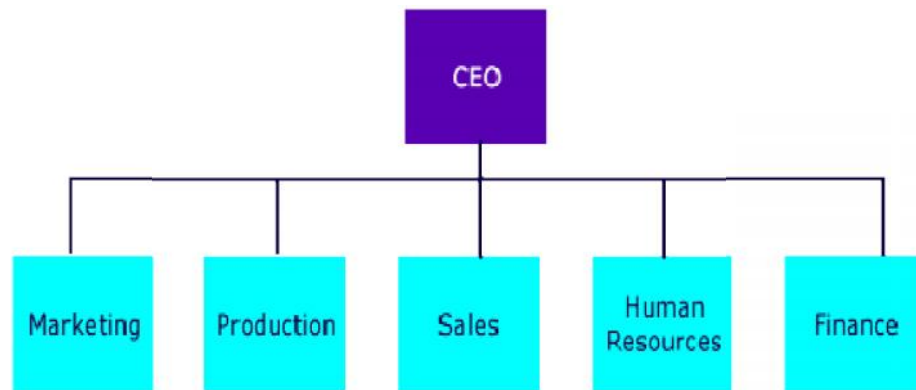 CEO
Marketing
Production
Sales
Human
Resources
Finance